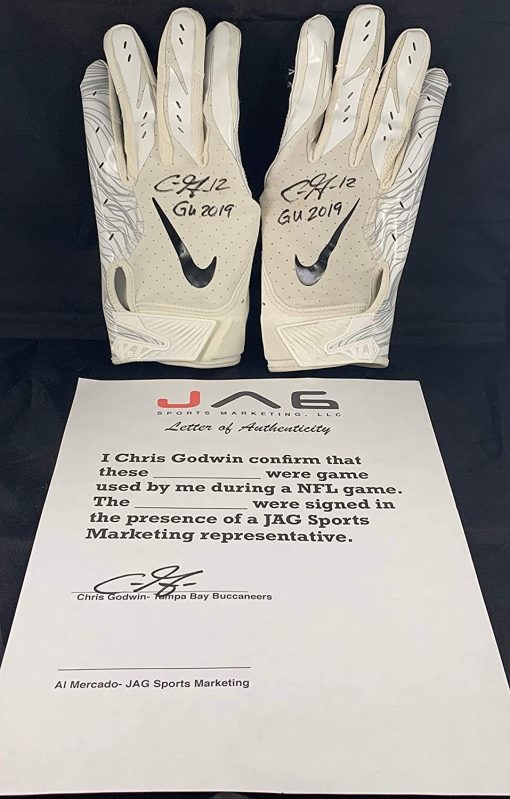 12
GU 2019
12
GU 2019
JAG
SPORTS MARKETING, LLC
Letter of Authenticity
I Chris Godwin confirm that
these ____________ were game
used by me during a NFL game.
The ____________ were signed in
the presence of a JAG Sports
Marketing representative.
Chris Godwin- Tampa Bay Buccaneers
Al Mercado- JAG Sports Marketing